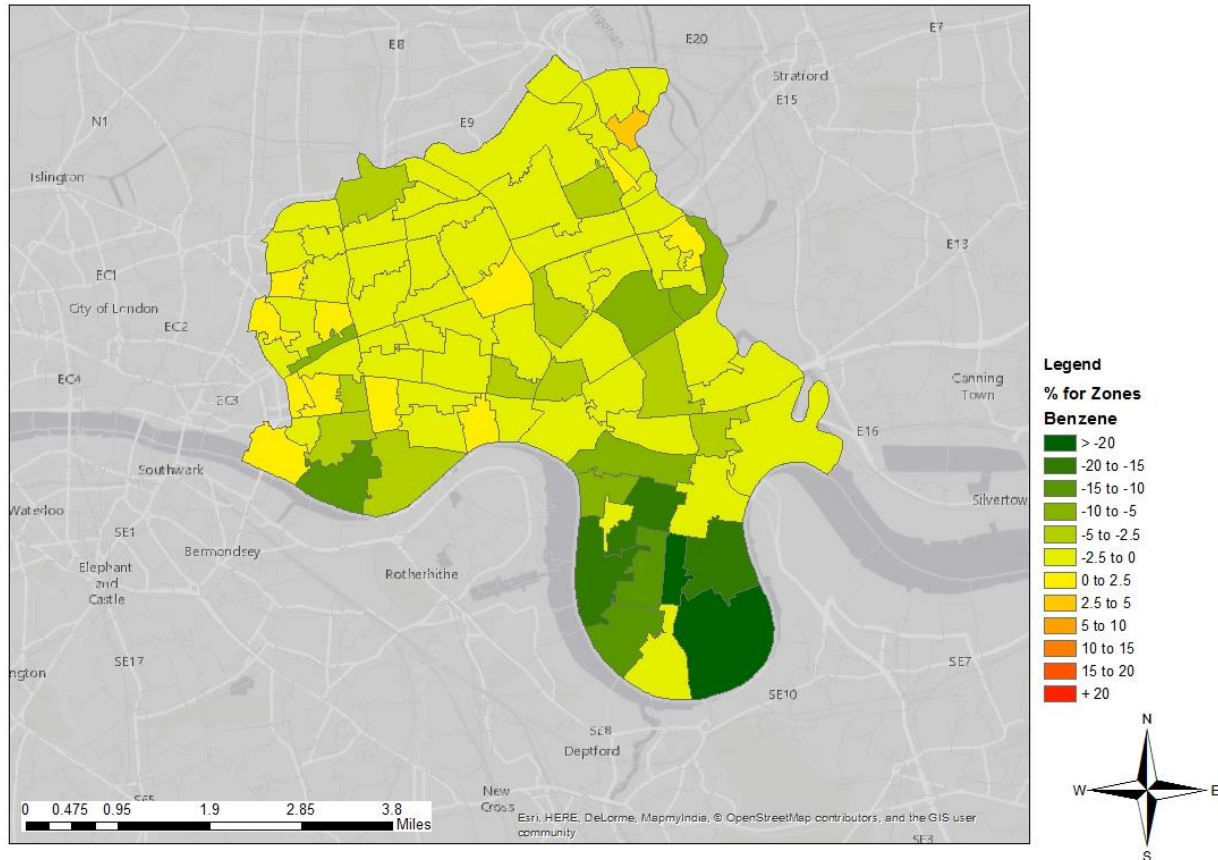 E8
E20
E7
Stratford
E15
N1
E9
Islington
E13
EC1
City of London
EC2
EC4
EC3
Canning
Town
E16
Southwark
Silvertow
Waterloo
SE1
Bermondsey
Rotherhithe
Elephant
and
Castle
SE17
ngton
SE7
SE10
SE8
Deptford
New
Cross
SE3
0 0.475 0.95 1.9 2.85 3.8
Miles
Esri, HERE, DeLorme, MapmyIndia, © OpenStreetMap contributors, and the GIS user
community
Legend
% for Zones
Benzene
> -20
-20 to -15
-15 to -10
-10 to -5
-5 to -2.5
-2.5 to 0
0 to 2.5
2.5 to 5
5 to 10
10 to 15
15 to 20
+ 20
N
W
E
S